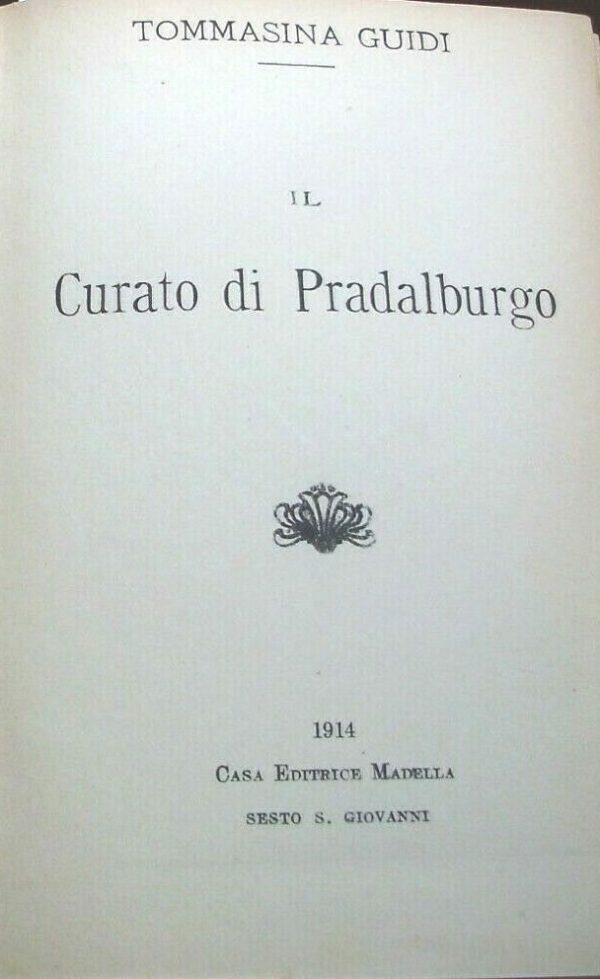 TOMMASINA GUIDI
IL
Curato di Pradalburgo
1914
CASA EDITRICE MADELLA
SESTO S. GIOVANNI